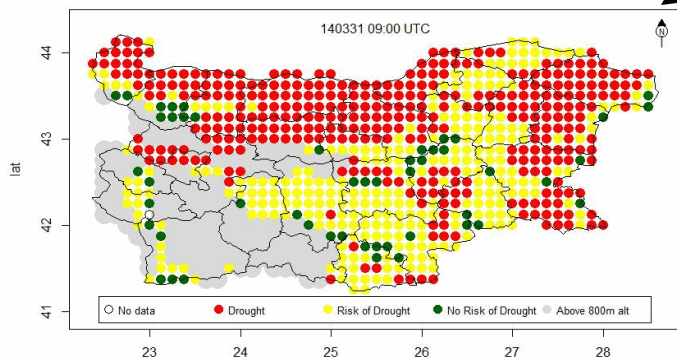 140331 09:00 UTC
N
44
43
42
41
lat
No data Drought Risk of Drought No Risk of Drought Above 800m alt
23 24 25 26 27 28